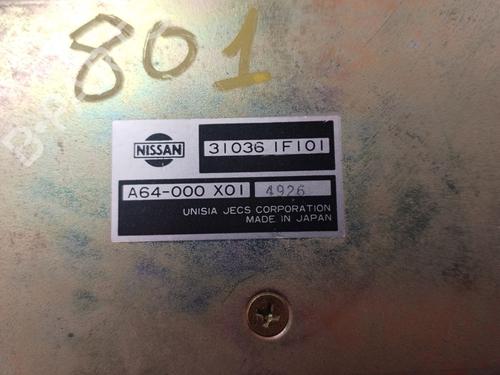 801
NISSAN
31036 1F101
A64-000 X01 4926
UNISIA JECS CORPORATION
MADE IN JAPAN